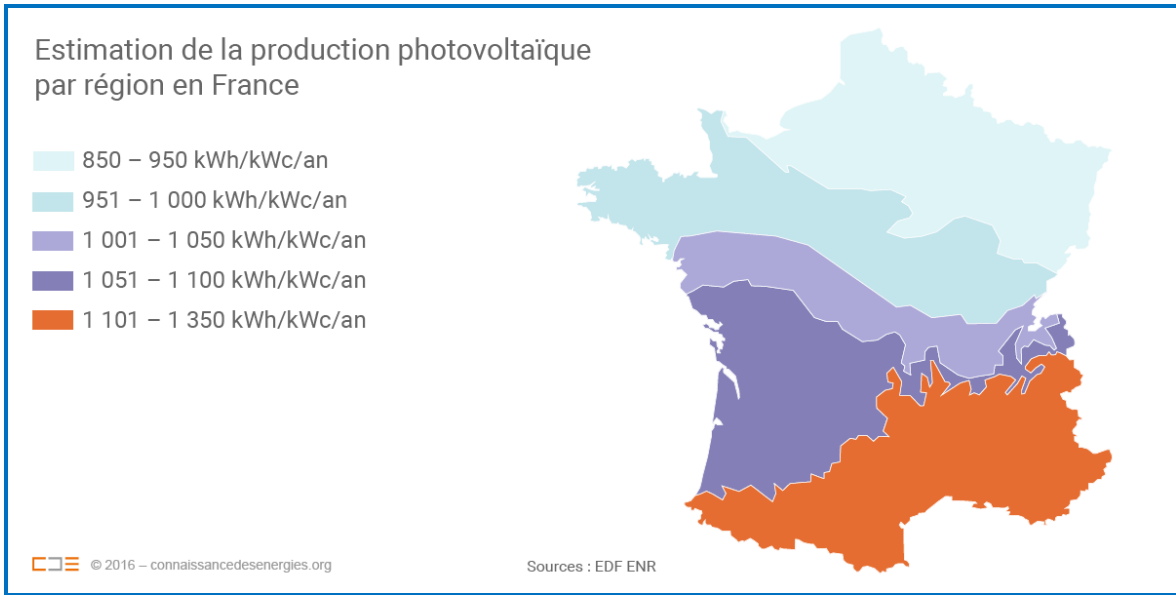 Estimation de la production photovoltaïque
par région en France
850 – 950 kWh/kWc/an
951 – 1 000 kWh/kWc/an
1 001 – 1 050 kWh/kWc/an
1 051 – 1 100 kWh/kWc/an
1 101 – 1 350 kWh/kWc/an
© 2016 – connaissancedesenergies.org
Sources : EDF ENR